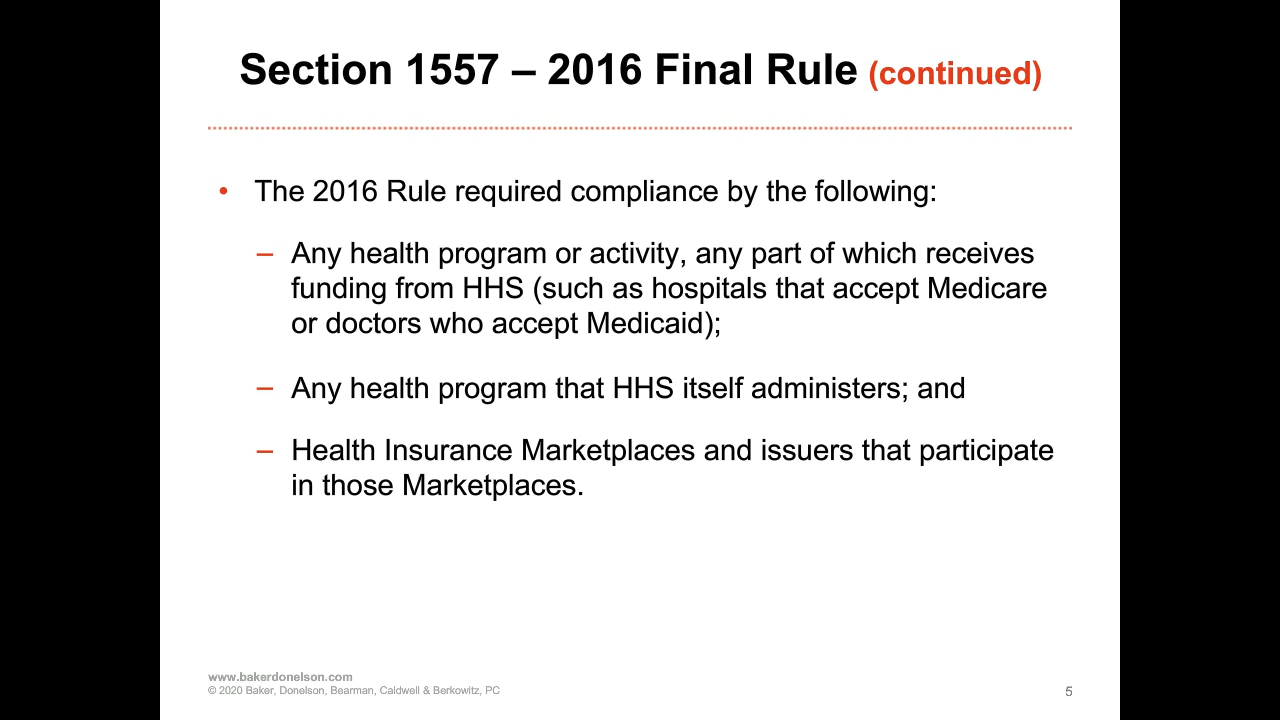 Section 1557 – 2016 Final Rule (continued)
• The 2016 Rule required compliance by the following:
– Any health program or activity, any part of which receives
funding from HHS (such as hospitals that accept Medicare
or doctors who accept Medicaid);
– Any health program that HHS itself administers; and
– Health Insurance Marketplaces and issuers that participate
in those Marketplaces.
www.bakerdonelson.com
© 2020 Baker, Donelson, Bearman, Caldwell & Berkowitz, PC
5